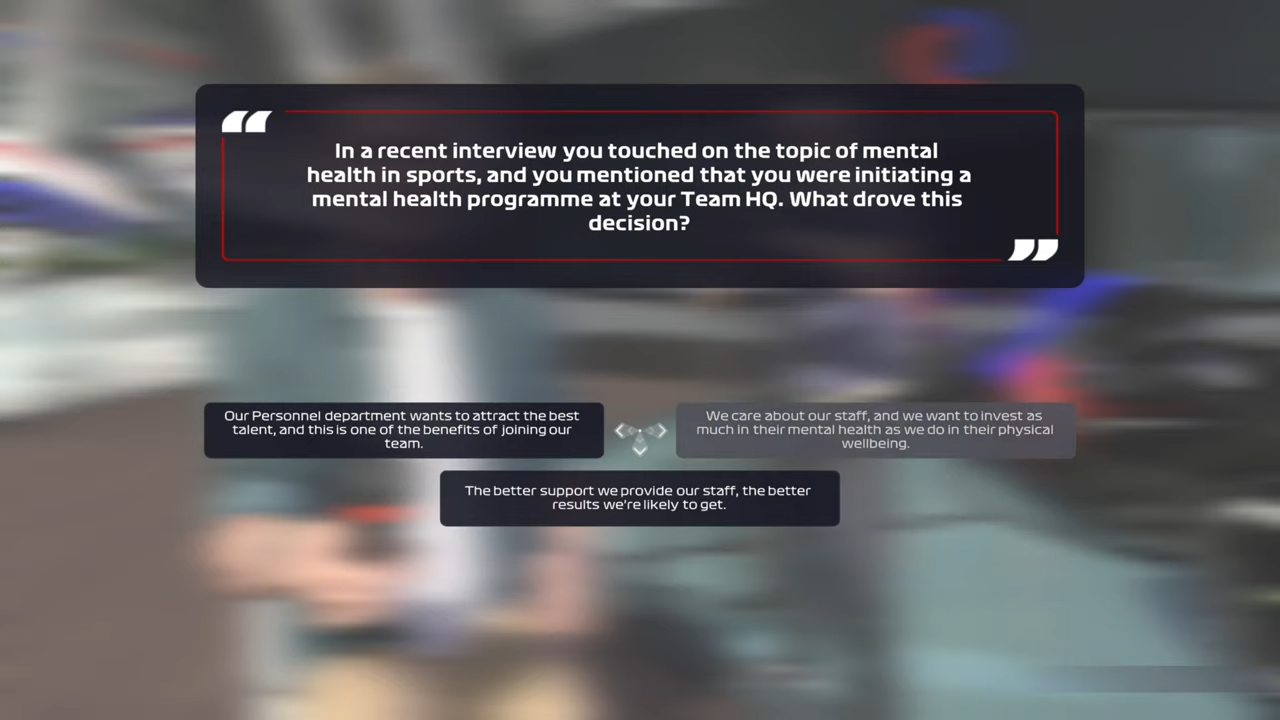 In a recent interview you touched on the topic of mental
health in sports, and you mentioned that you were initiating a
mental health programme at your Team HQ. What drove this
decision?
Our Personnel department wants to attract the best
talent, and this is one of the benefits of joining our
team.
We care about our staff, and we want to invest as
much in their mental health as we do in their physical
wellbeing.
The better support we provide our staff, the better
results we're likely to get.